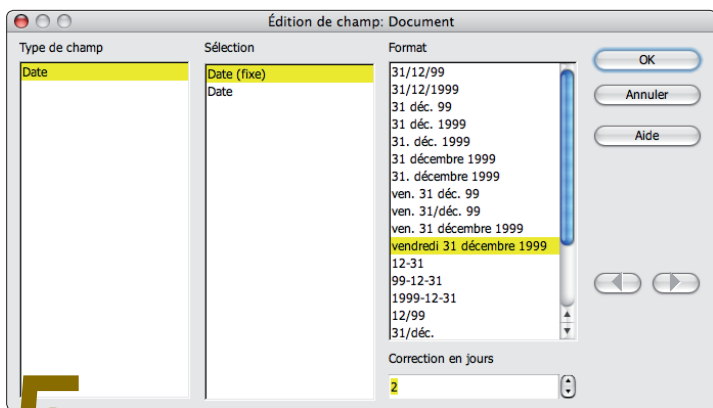 Édition de champ: Document
Type de champ
Date
Sélection
Date (fixe)
Date
Format
31/12/99
31/12/1999
31 déc. 99
31 déc. 1999
31. déc. 1999
31 décembre 1999
31. décembre 1999
ven. 31 déc. 99
ven. 31/déc. 99
ven. 31 décembre 1999
vendredi 31 décembre 1999
12-31
99-12-31
1999-12-31
12/99
31/déc.
Correction en jours
2
OK
Annuler
Aide